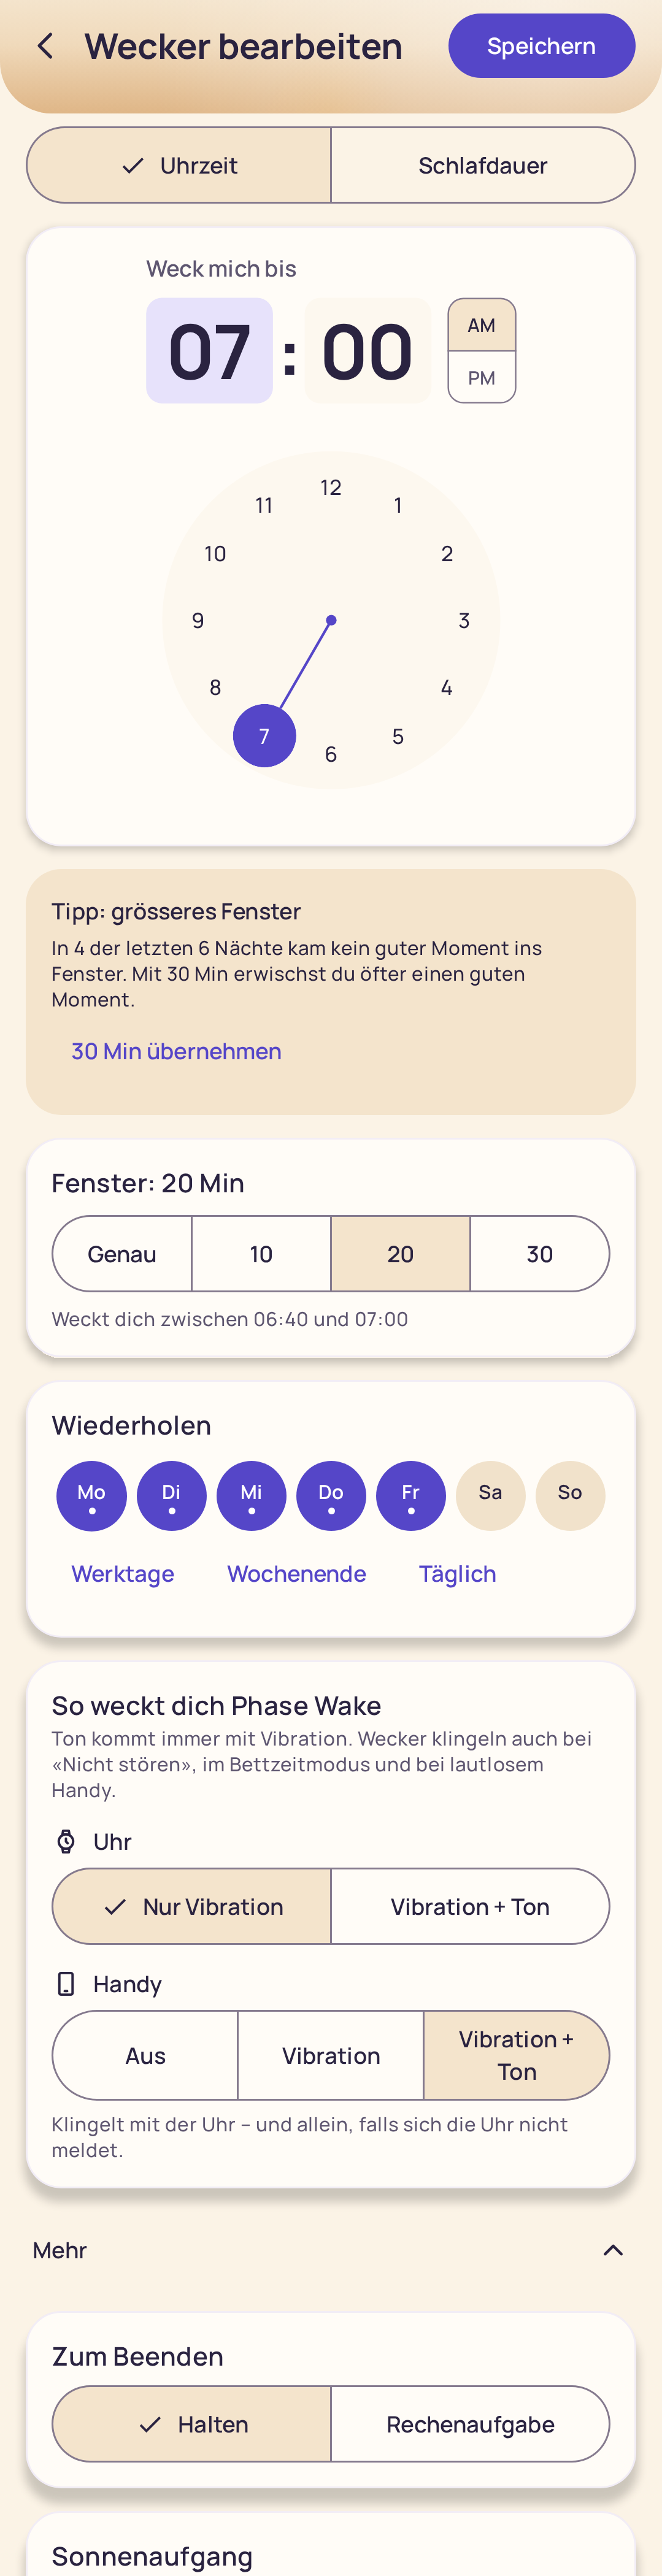 Wecker bearbeiten
Speichern
Uhrzeit
Schlafdauer
Weck mich bis
07 : 00
AM
PM
12
11
1
10
2
9
3
8
4
7
5
6
Tipp: grösseres Fenster
In 4 der letzten 6 Nächte kam kein guter Moment ins
Fenster. Mit 30 Min erwischst du öfter einen guten
Moment.
30 Min übernehmen
Fenster: 20 Min
Genau
10
20
30
Weckt dich zwischen 06:40 und 07:00
Wiederholen
Mo
Di
Mi
Do
Fr
Sa
So
Werktage
Wochenende
Täglich
So weckt dich Phase Wake
Ton kommt immer mit Vibration. Wecker klingeln auch bei
«Nicht stören», im Bettzeitmodus und bei lautlosem
Handy.
Uhr
Nur Vibration
Vibration + Ton
Handy
Aus
Vibration
Vibration +
Ton
Klingelt mit der Uhr – und allein, falls sich die Uhr nicht
meldet.
Mehr
Zum Beenden
Halten
Rechenaufgabe
Sonnenaufgang